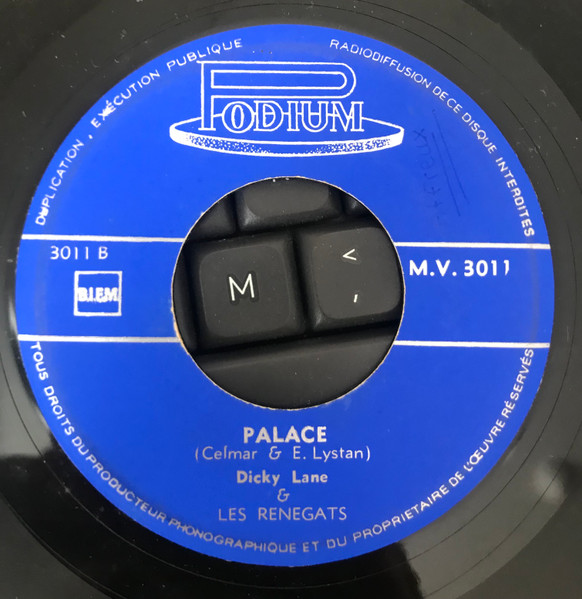 DUPLICATION, EXÉCUTION PUBLIQUE
RADIODIFFUSION DE CE DISQUE INTERDITES
PODIUM
3011 B
B.I.E.M.
M.V. 3011
M
<
,
PALACE
(Celmar & E. Lystan)
Dicky Lane
&
LES RENEGATS
TOUS DROITS DU PRODUCTEUR PHONOGRAPHIQUE ET DU PROPRIETAIRE DE L'ŒUVRE RÉSERVÉS